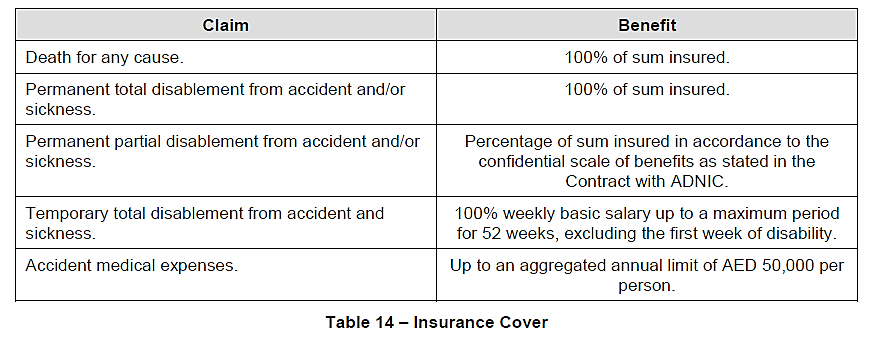 Claim
Benefit
Death for any cause.
100% of sum insured.
Permanent total disablement from accident and/or
sickness.
100% of sum insured.
Permanent partial disablement from accident and/or
sickness.
Percentage of sum insured in accordance to the
confidential scale of benefits as stated in the
Contract with ADNIC.
Temporary total disablement from accident and
sickness.
100% weekly basic salary up to a maximum period
for 52 weeks, excluding the first week of disability.
Accident medical expenses.
Up to an aggregated annual limit of AED 50,000 per
person.
Table 14 – Insurance Cover